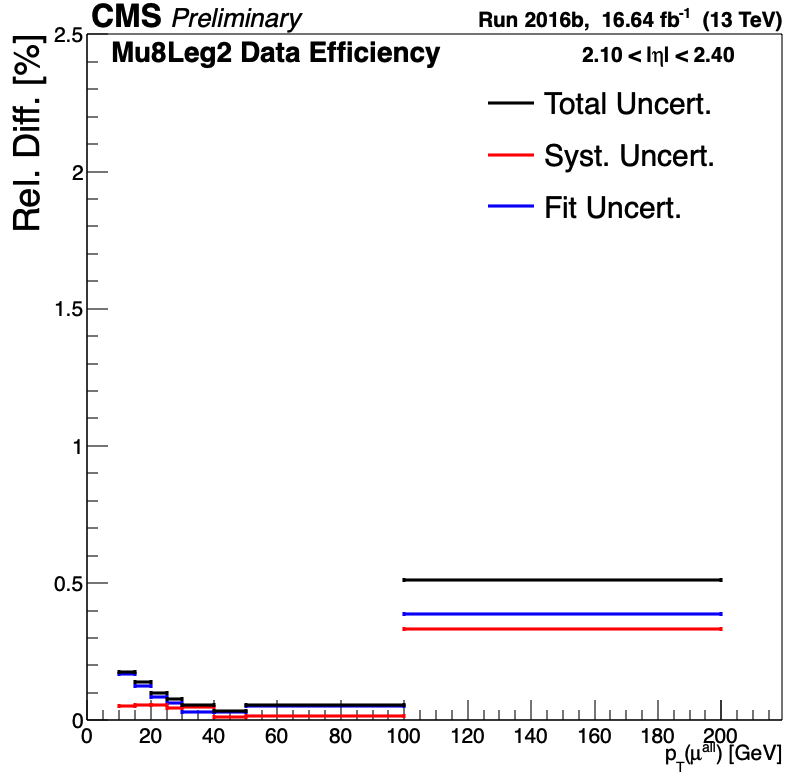 CMS Preliminary
Run 2016b, 16.64 fb⁻¹ (13 TeV)
Mu8Leg2 Data Efficiency
2.10 < |η| < 2.40
Total Uncert.
Syst. Uncert.
Fit Uncert.
Rel. Diff. [%]
2.5
2
1.5
1
0.5
0
0 20 40 60 80 100 120 140 160 180 200
p_T(μ^all) [GeV]